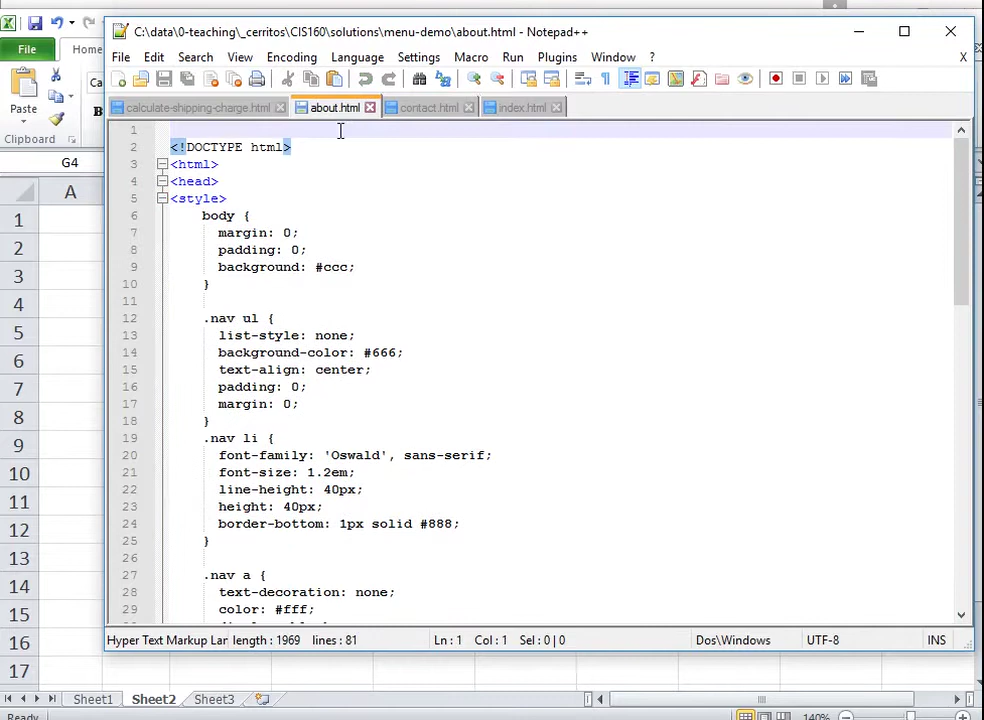 C:\data\0-teaching\_cerritos\CIS160\solutions\menu-demo\about.html - Notepad++
File Edit Search View Encoding Language Settings Macro Run Plugins Window ? X
File Home
Paste
Clipboard
G4
A
calculate-shipping-charge.html about.html contact.html index.html
1
2 <!DOCTYPE html>
3 <html>
4 <head>
5 <style>
6 body {
7 margin: 0;
8 padding: 0;
9 background: #ccc;
10 }
11
12 .nav ul {
13 list-style: none;
14 background-color: #666;
15 text-align: center;
16 padding: 0;
17 margin: 0;
18 }
19 .nav li {
20 font-family: 'Oswald', sans-serif;
21 font-size: 1.2em;
22 line-height: 40px;
23 height: 40px;
24 border-bottom: 1px solid #888;
25 }
26
27 .nav a {
28 text-decoration: none;
29 color: #fff;
Hyper Text Markup Lan length : 1969 lines : 81 Ln : 1 Col : 1 Sel : 0 | 0 Dos\Windows UTF-8 INS
1
2
3
4
5
6
7
8
9
10
11
12
13
14
15
16
17
Sheet1 Sheet2 Sheet3
Ready 140%